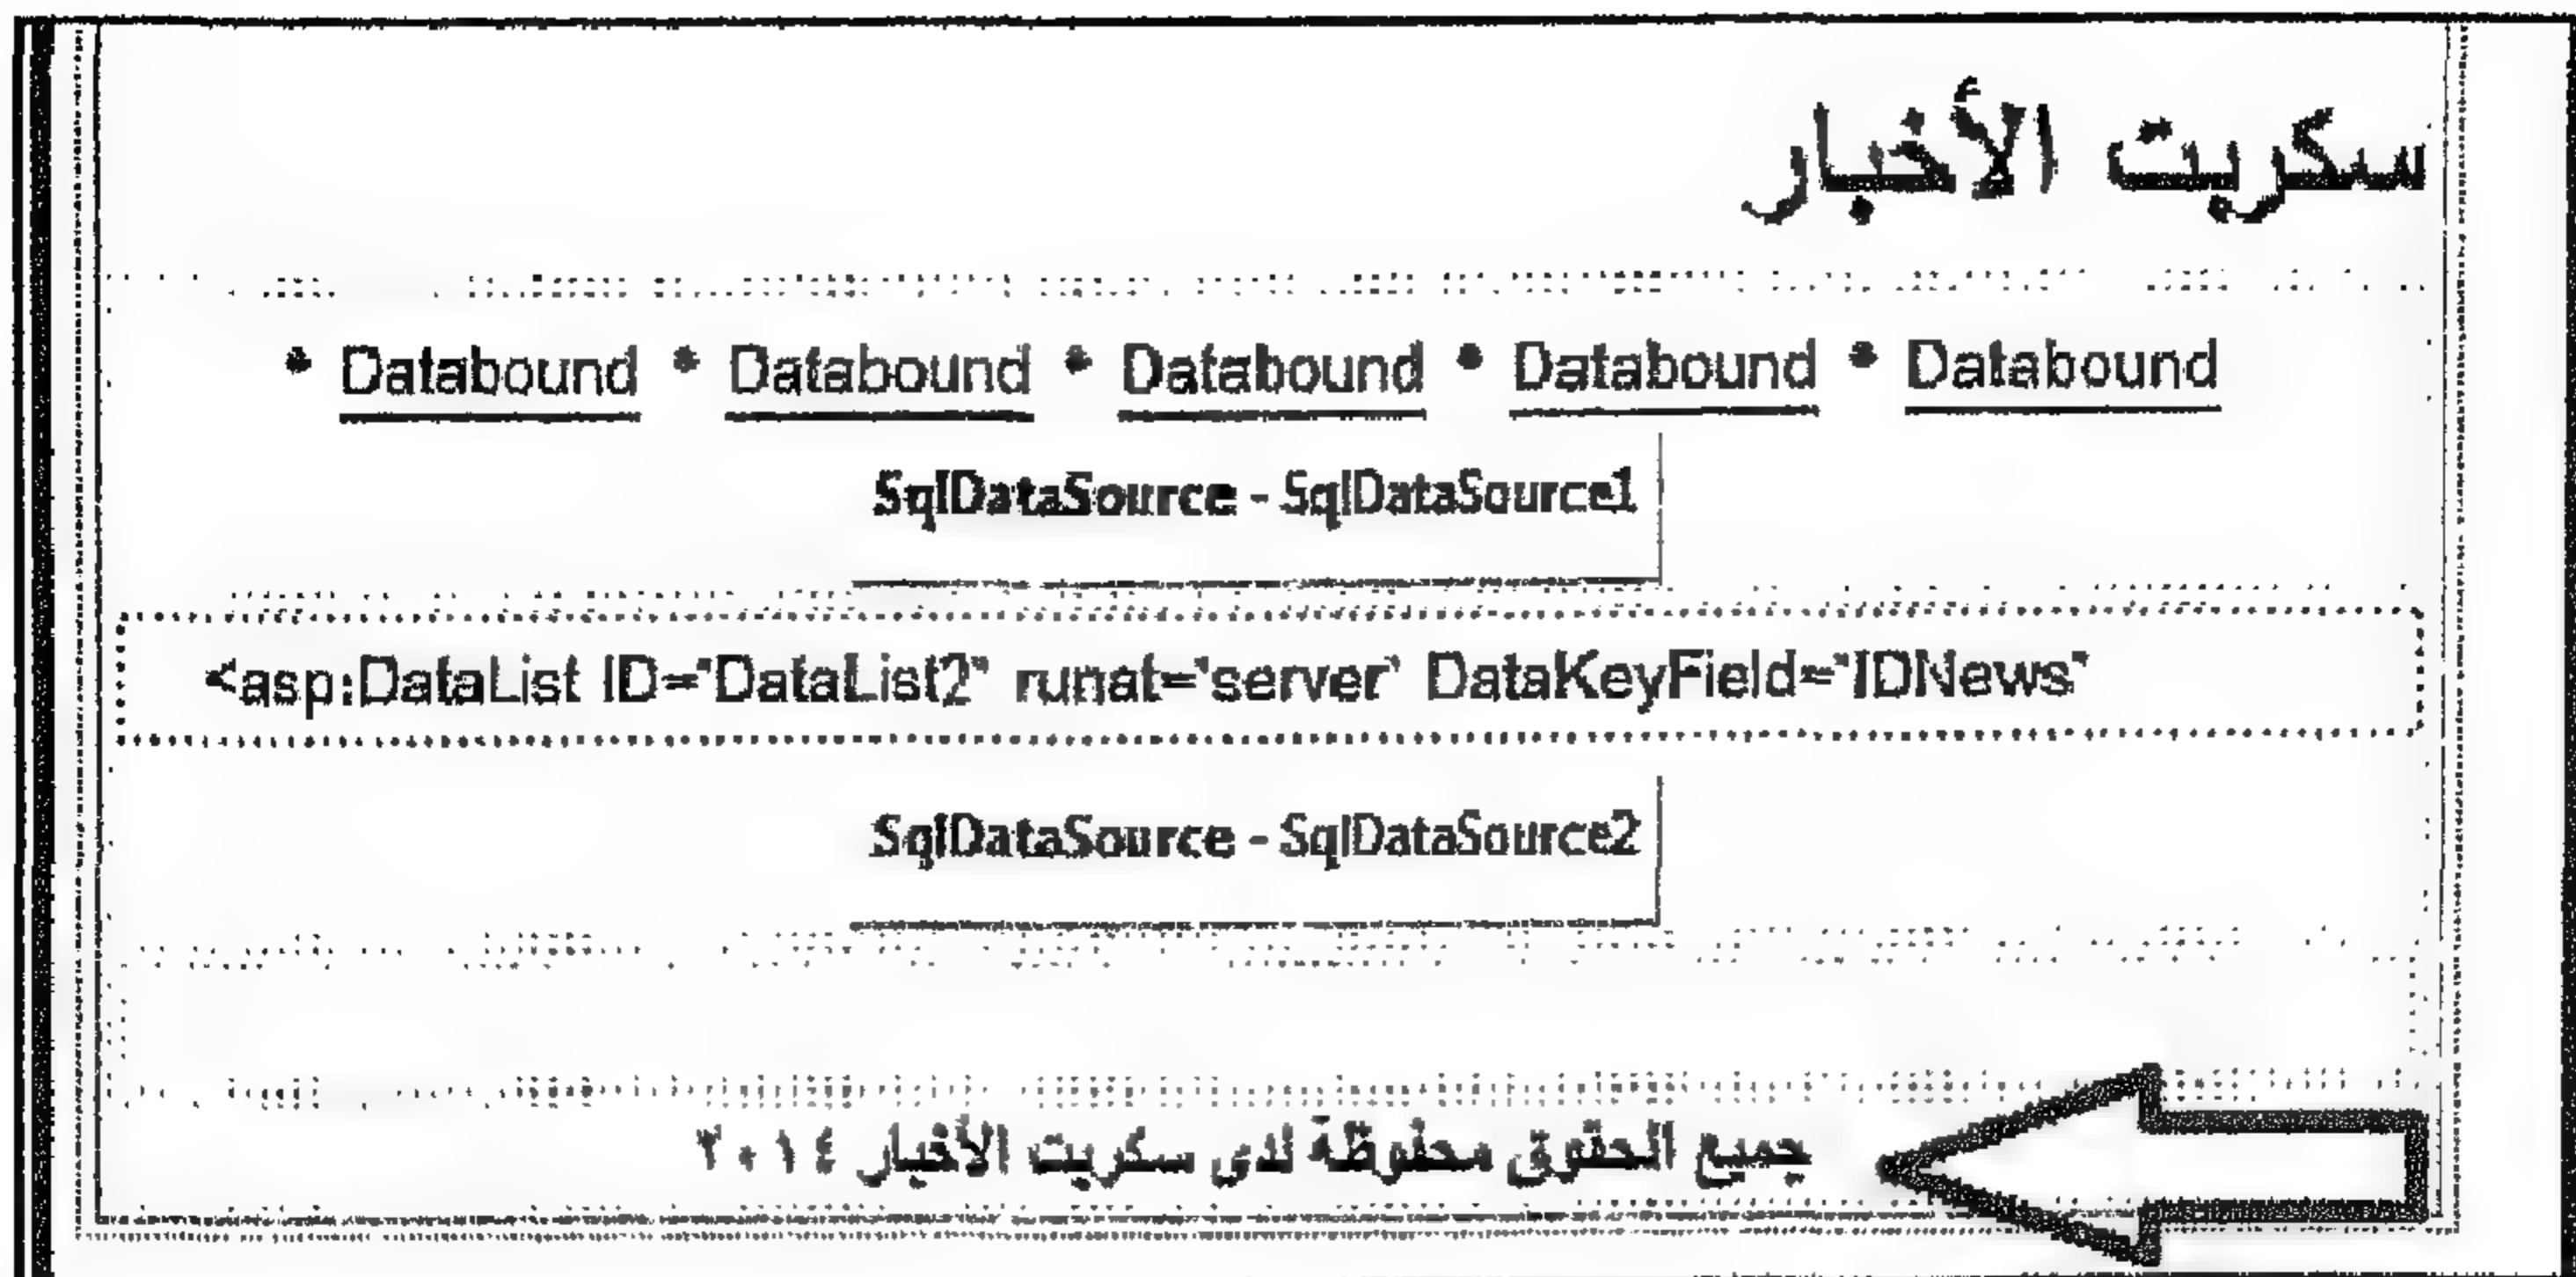 سكربت الأخبار
* Databound * Databound * Databound * Databound * Databound
SqlDataSource - SqlDataSource1
<asp:DataList ID="DataList2" runat="server" DataKeyField="IDNews"
SqlDataSource - SqlDataSource2
جميع الحقوق محفوظة لدى سكربت الأخبار ٢٠١٤